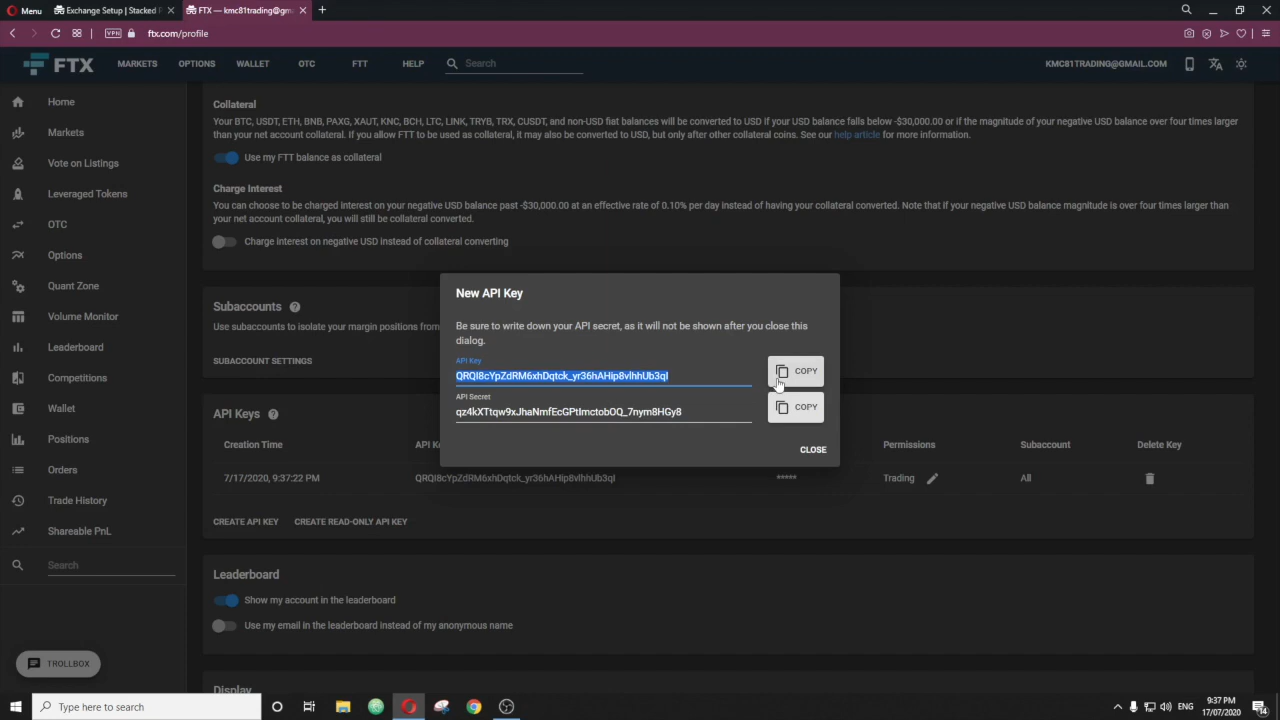 Menu
Exchange Setup | Stacked
FTX — kmc81trading@gm
VPN
ftx.com/profile
FTX
MARKETS
OPTIONS
WALLET
OTC
FTT
HELP
Search
KMC81TRADING@GMAIL.COM
Home
Markets
Vote on Listings
Leveraged Tokens
OTC
Options
Quant Zone
Volume Monitor
Leaderboard
Competitions
Wallet
Positions
Orders
Trade History
Shareable PnL
Search
TROLLBOX
Collateral
Your BTC, USDT, ETH, BNB, PAXG, XAUT, KNC, BCH, LTC, LINK, TRYB, TRX, CUSDT, and non-USD fiat balances will be converted to USD if your USD balance falls below -$30,000.00 or if the magnitude of your negative USD balance over four times larger
than your net account collateral. If you allow FTT to be used as collateral, it may also be converted to USD, but only after other collateral coins. See our help article for more information.
Use my FTT balance as collateral
Charge Interest
You can choose to be charged interest on your negative USD balance past -$30,000.00 at an effective rate of 0.10% per day instead of having your collateral converted. Note that if your negative USD balance magnitude is over four times larger than
your net account collateral, you will still be collateral converted.
Charge interest on negative USD instead of collateral converting
Subaccounts
Use subaccounts to isolate your margin positions from
SUBACCOUNT SETTINGS
New API Key
Be sure to write down your API secret, as it will not be shown after you close this
dialog.
API Key
QRQI8cYpZdRM6xhDqtck_yr36hAHip8vlhhUb3qI
COPY
API Secret
qz4kXTtqw9xJhaNmfEcGPtImctobOQ_7nym8HGy8
COPY
CLOSE
API Keys
Creation Time
API K
Permissions
Subaccount
Delete Key
7/17/2020, 9:37:22 PM
QRQI8cYpZdRM6xhDqtck_yr36hAHip8vlhhUb3qI
*****
Trading
All
CREATE API KEY
CREATE READ-ONLY API KEY
Leaderboard
Show my account in the leaderboard
Use my email in the leaderboard instead of my anonymous name
Display
Type here to search
ENG
9:37 PM
17/07/2020
14